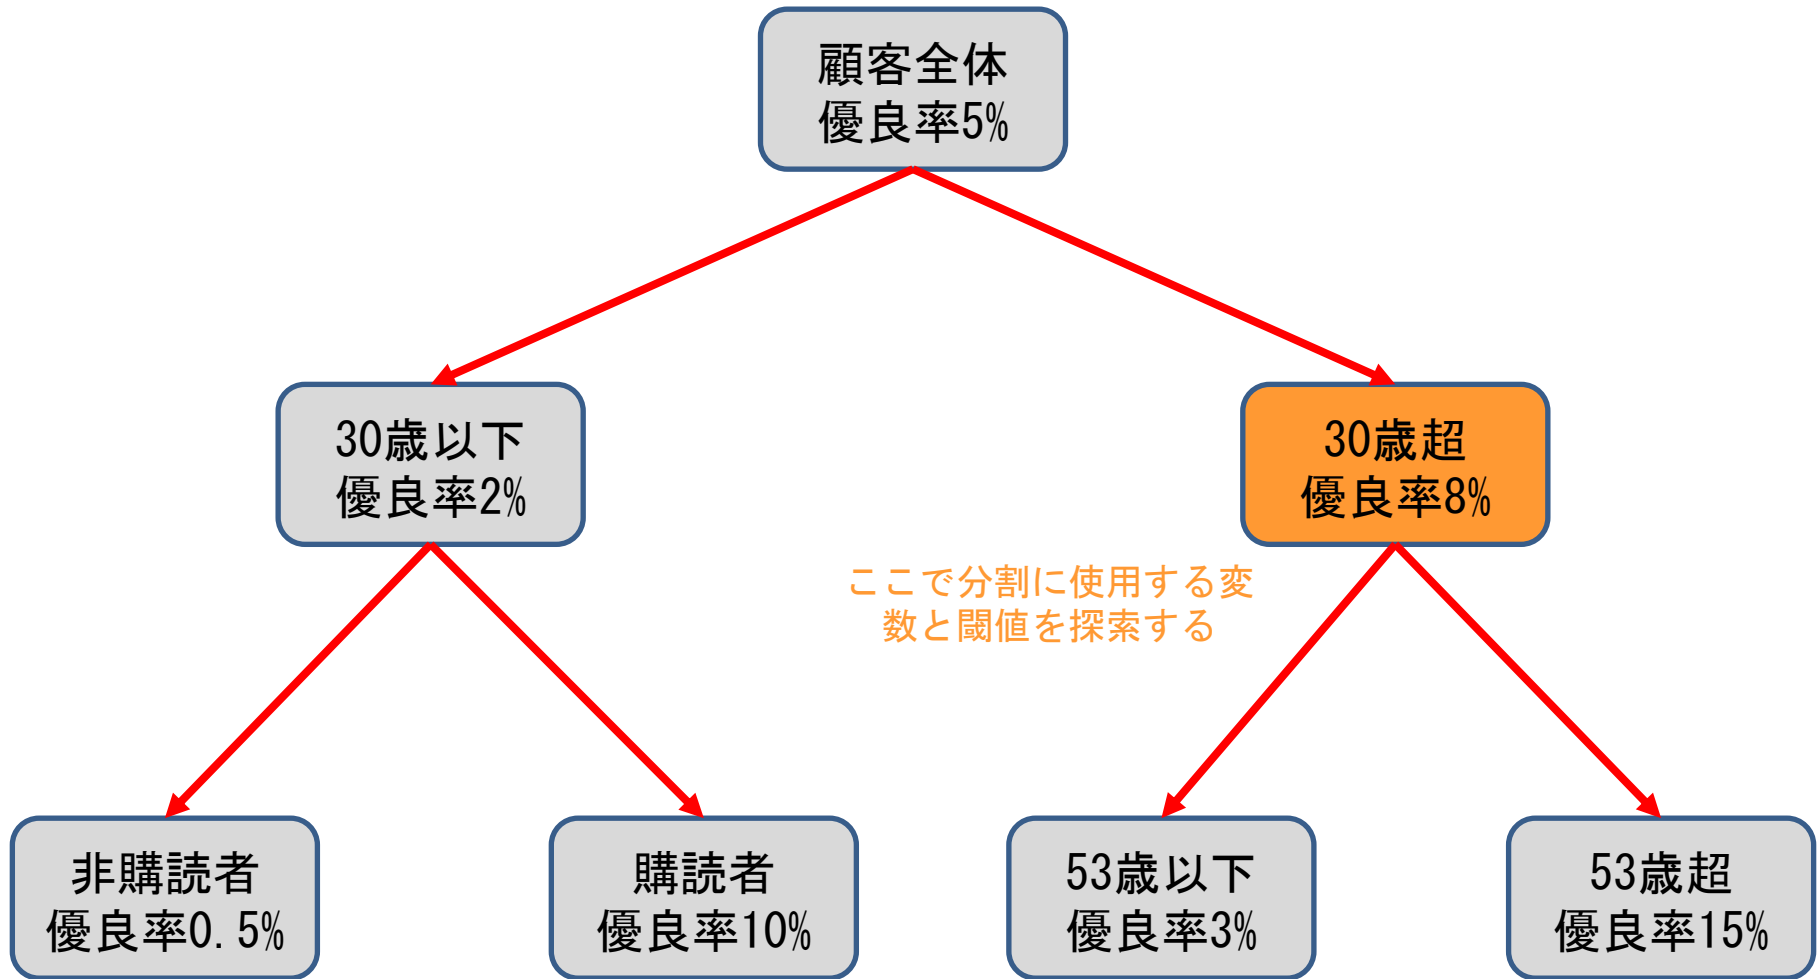 顧客全体
優良率5%
30歳以下
優良率2%
30歳超
優良率8%
ここで分割に使用する変
数と閾値を探索する
非購読者
優良率0.5%
購読者
優良率10%
53歳以下
優良率3%
53歳超
優良率15%